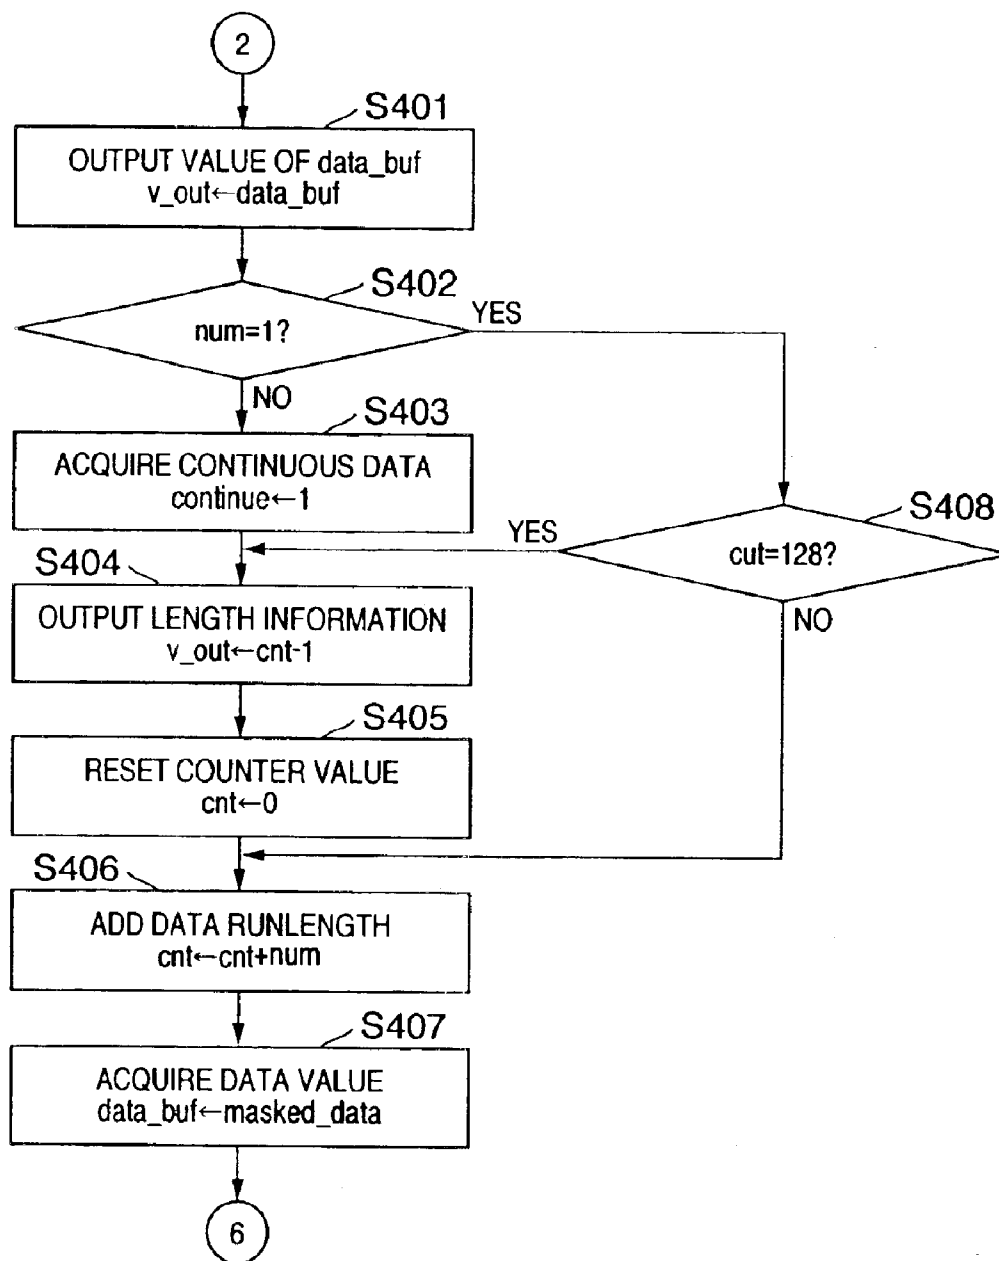 2
S401
OUTPUT VALUE OF data_buf
v_out←data_buf
S402
num=1?
YES
NO
S403
ACQUIRE CONTINUOUS DATA
continue←1
S408
cut=128?
YES
NO
S404
OUTPUT LENGTH INFORMATION
v_out←cnt-1
S405
RESET COUNTER VALUE
cnt←0
S406
ADD DATA RUNLENGTH
cnt←cnt+num
S407
ACQUIRE DATA VALUE
data_buf←masked_data
6